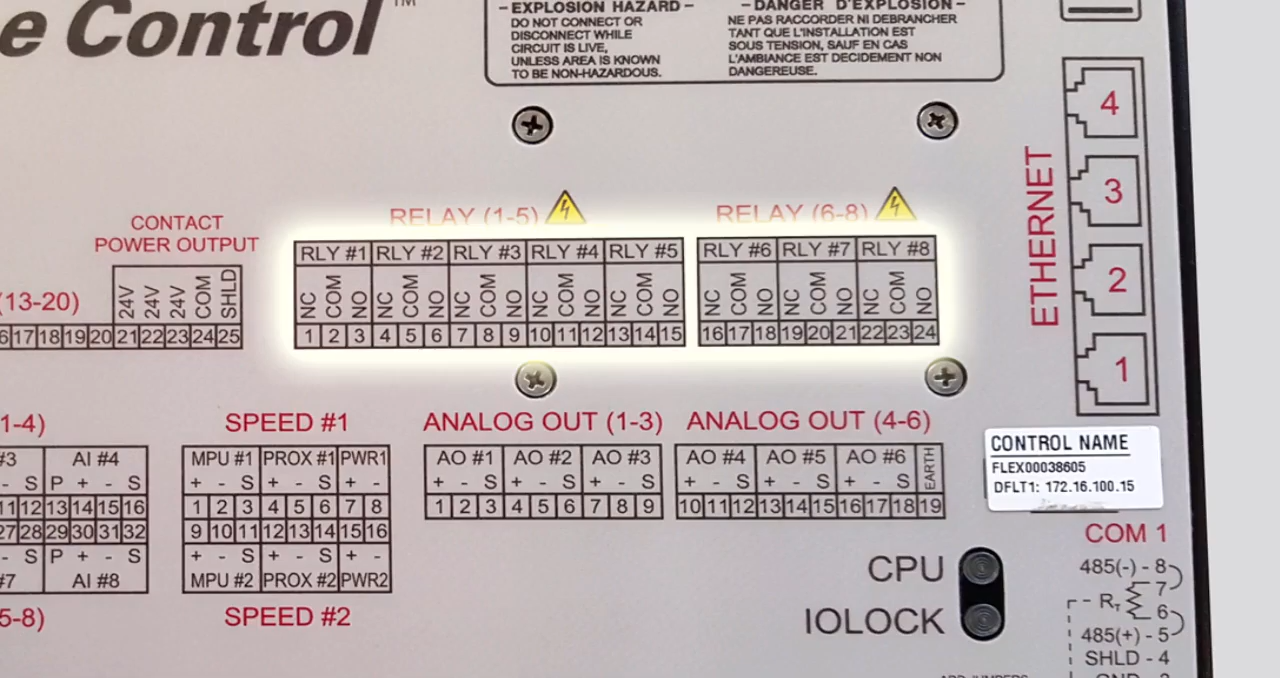 e Control™
- EXPLOSION HAZARD -
DO NOT CONNECT OR
DISCONNECT WHILE
CIRCUIT IS LIVE,
UNLESS AREA IS KNOWN
TO BE NON-HAZARDOUS.
- DANGER D'EXPLOSION -
NE PAS RACCORDER NI DEBRANCHER
TANT QUE L'INSTALLATION EST
SOUS TENSION, SAUF EN CAS
L'AMBIANCE EST DECIDEMENT NON
DANGEREUSE.
ETHERNET
4
3
2
1
CONTACT
POWER OUTPUT
24V 24V 24V COM SHLD
(13-20)
6 17 18 19 20 21 22 23 24 25
RELAY (1-5)
RLY #1 RLY #2 RLY #3 RLY #4 RLY #5
NC COM NO NC COM NO NC COM NO NC COM NO NC COM NO
1 2 3 4 5 6 7 8 9 10 11 12 13 14 15
RELAY (6-8)
RLY #6 RLY #7 RLY #8
NC COM NO NC COM NO NC COM NO
16 17 18 19 20 21 22 23 24
1-4)
#3 AI #4
- S P + - S
11 12 13 14 15 16
27 28 29 30 31 32
- S P + - S
#7 AI #8
5-8)
SPEED #1
MPU #1 PROX #1 PWR1
+ - S + - S + -
1 2 3 4 5 6 7 8
9 10 11 12 13 14 15 16
+ - S + - S + -
MPU #2 PROX #2 PWR2
SPEED #2
ANALOG OUT (1-3)
AO #1 AO #2 AO #3
+ - S + - S + - S
1 2 3 4 5 6 7 8 9
ANALOG OUT (4-6)
AO #4 AO #5 AO #6 EARTH
+ - S + - S + - S
10 11 12 13 14 15 16 17 18 19
CONTROL NAME
FLEX00038605
DFLT1: 172.16.100.15
CPU
IOLOCK
COM 1
485(-) - 8
7
RT
6
485(+) - 5
SHLD - 4